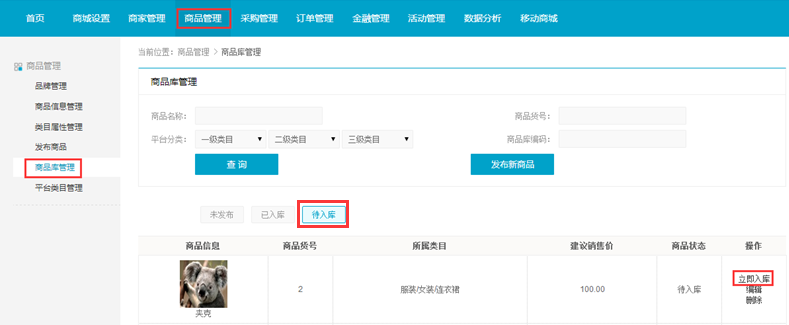 首页 商城设置 商家管理 商品管理 采购管理 订单管理 金融管理 活动管理 数据分析 移动商城
当前位置：商品管理 > 商品库管理
商品管理
品牌管理
商品信息管理
类目属性管理
发布商品
商品库管理
平台类目管理
商品库管理
商品名称： 商品货号：
平台分类： 一级类目 二级类目 三级类目 商品库编码：
查询 发布新商品
未发布 已入库 待入库
商品信息 商品货号 所属类目 建议销售价 商品状态 操作
夹克 2 服装/女装/连衣裙 100.00 待入库 立即入库
编辑
删除